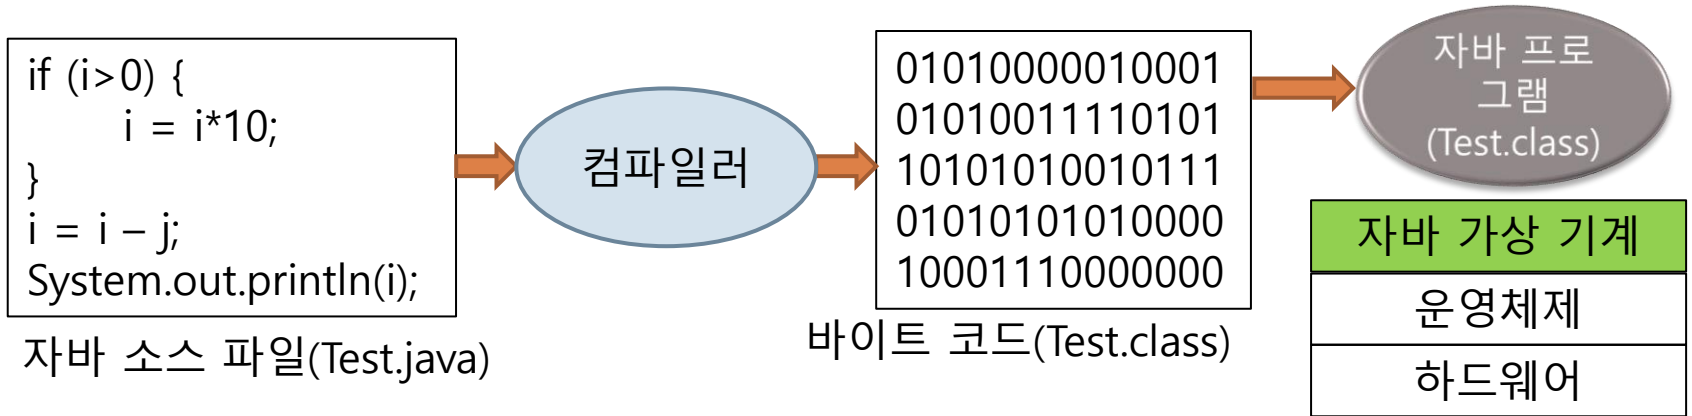 if (i>0) {
i = i*10;
}
i = i – j;
System.out.println(i);
자바 소스 파일(Test.java)
컴파일러
01010000010001
01010011110101
10101010010111
01010101010000
10001110000000
바이트 코드(Test.class)
자바 프로
그램
(Test.class)
자바 가상 기계
운영체제
하드웨어